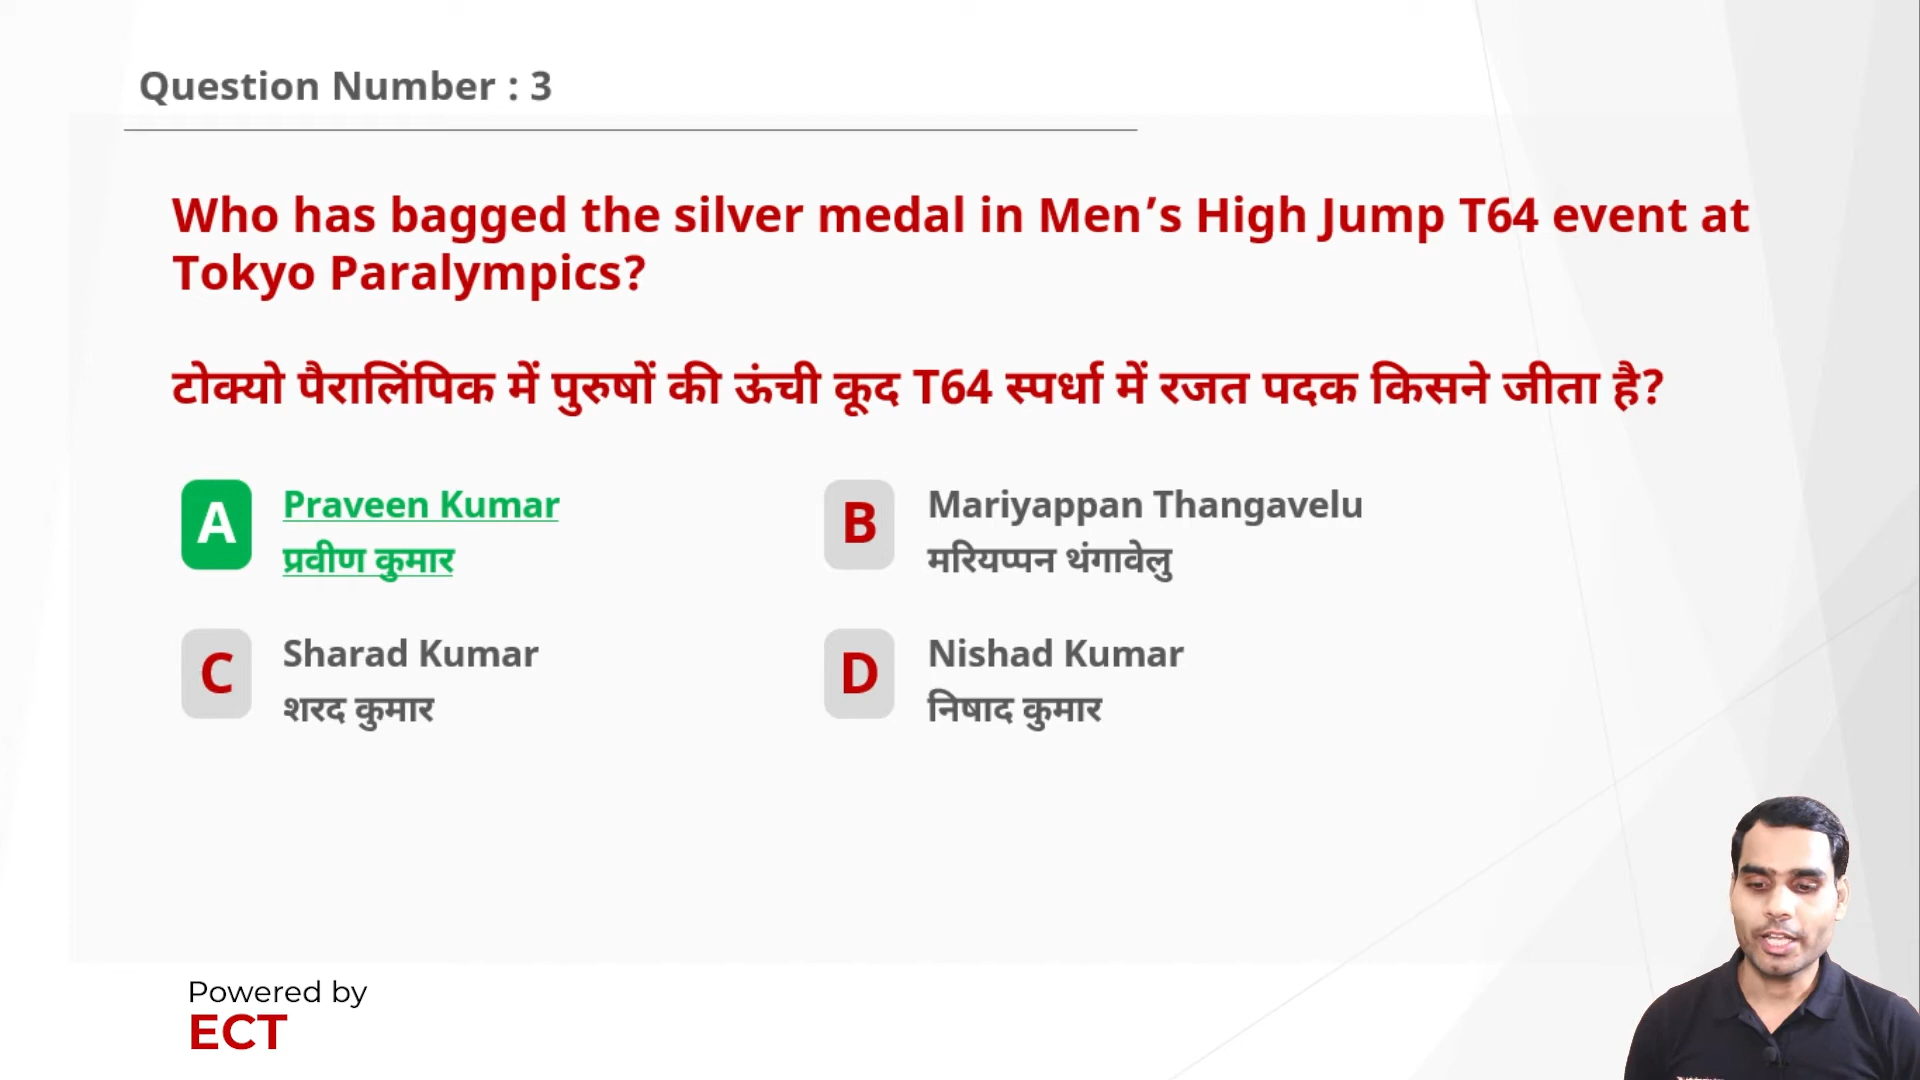 Question Number : 3
Who has bagged the silver medal in Men’s High Jump T64 event at
Tokyo Paralympics?
टोक्यो पैरालिंपिक में पुरुषों की ऊंची कूद T64 स्पर्धा में रजत पदक किसने जीता है?
A Praveen Kumar
प्रवीण कुमार
B Mariyappan Thangavelu
मरियप्पन थंगावेलु
C Sharad Kumar
शरद कुमार
D Nishad Kumar
निषाद कुमार
Powered by
ECT